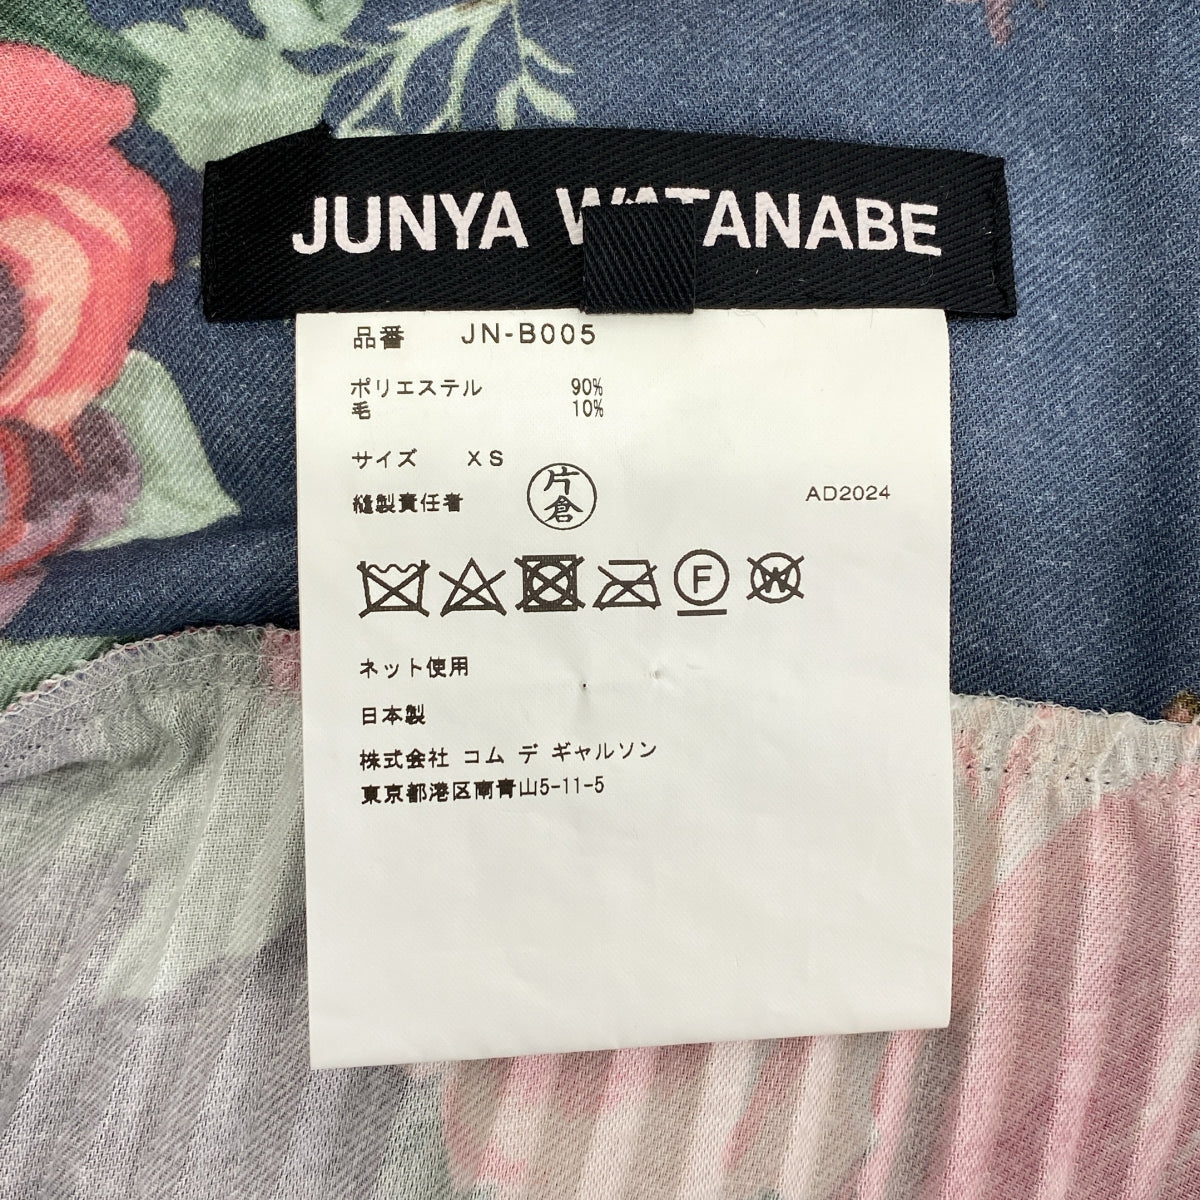 JUNYA WATANABE
品番 JN-B005
ポリエステル 90%
毛 10%
サイズ XS
縫製責任者 片倉 AD2024
F W
ネット使用
日本製
株式会社 コム デ ギャルソン
東京都港区南青山5-11-5